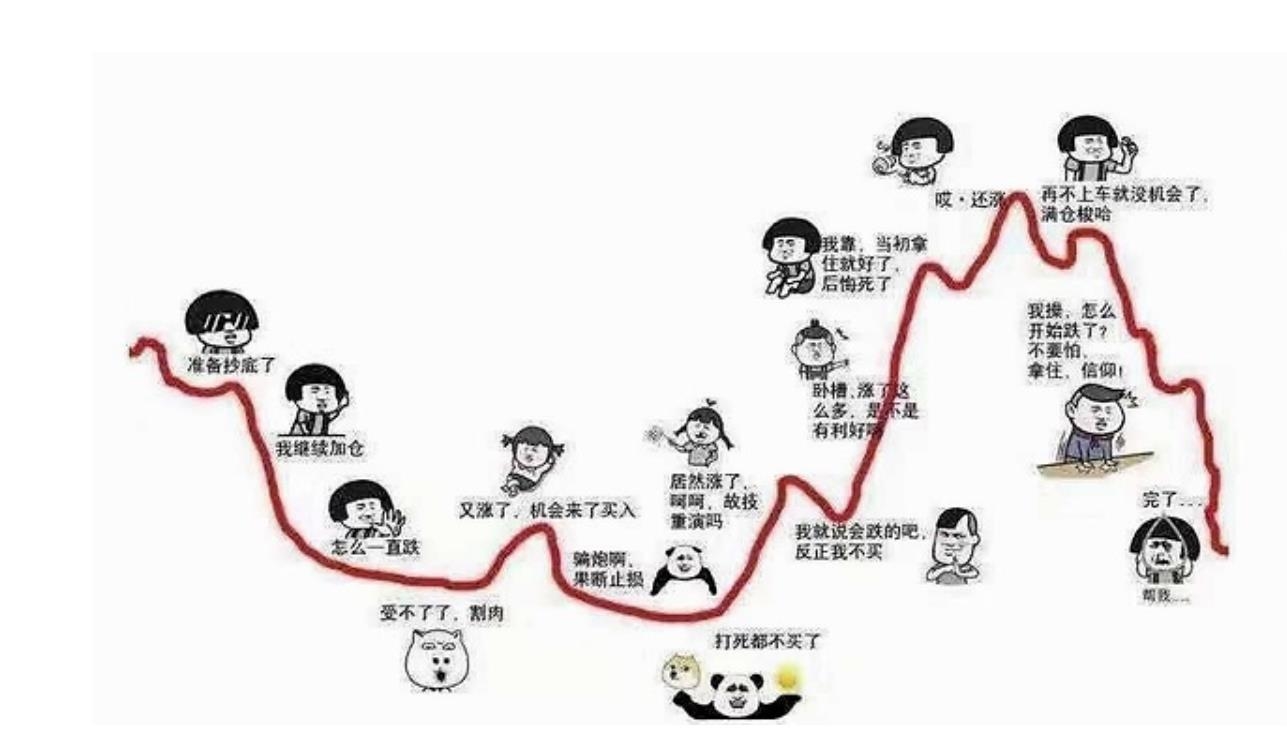 准备抄底了
我继续加仓
怎么一直跌
受不了了，割肉
又涨了，机会来了买入
骗炮啊，
果断止损
打死都不买了
居然涨了，
呵呵，故技
重演吗
我就说会跌的吧，
反正我不买
卧槽，涨了这
么多，是不是
有利好啊
我靠，当初拿
住就好了，
后悔死了
哎·还涨
再不上车就没机会了，
满仓梭哈
我操，怎么
开始跌了？
不要怕，
拿住，信仰！
完了....